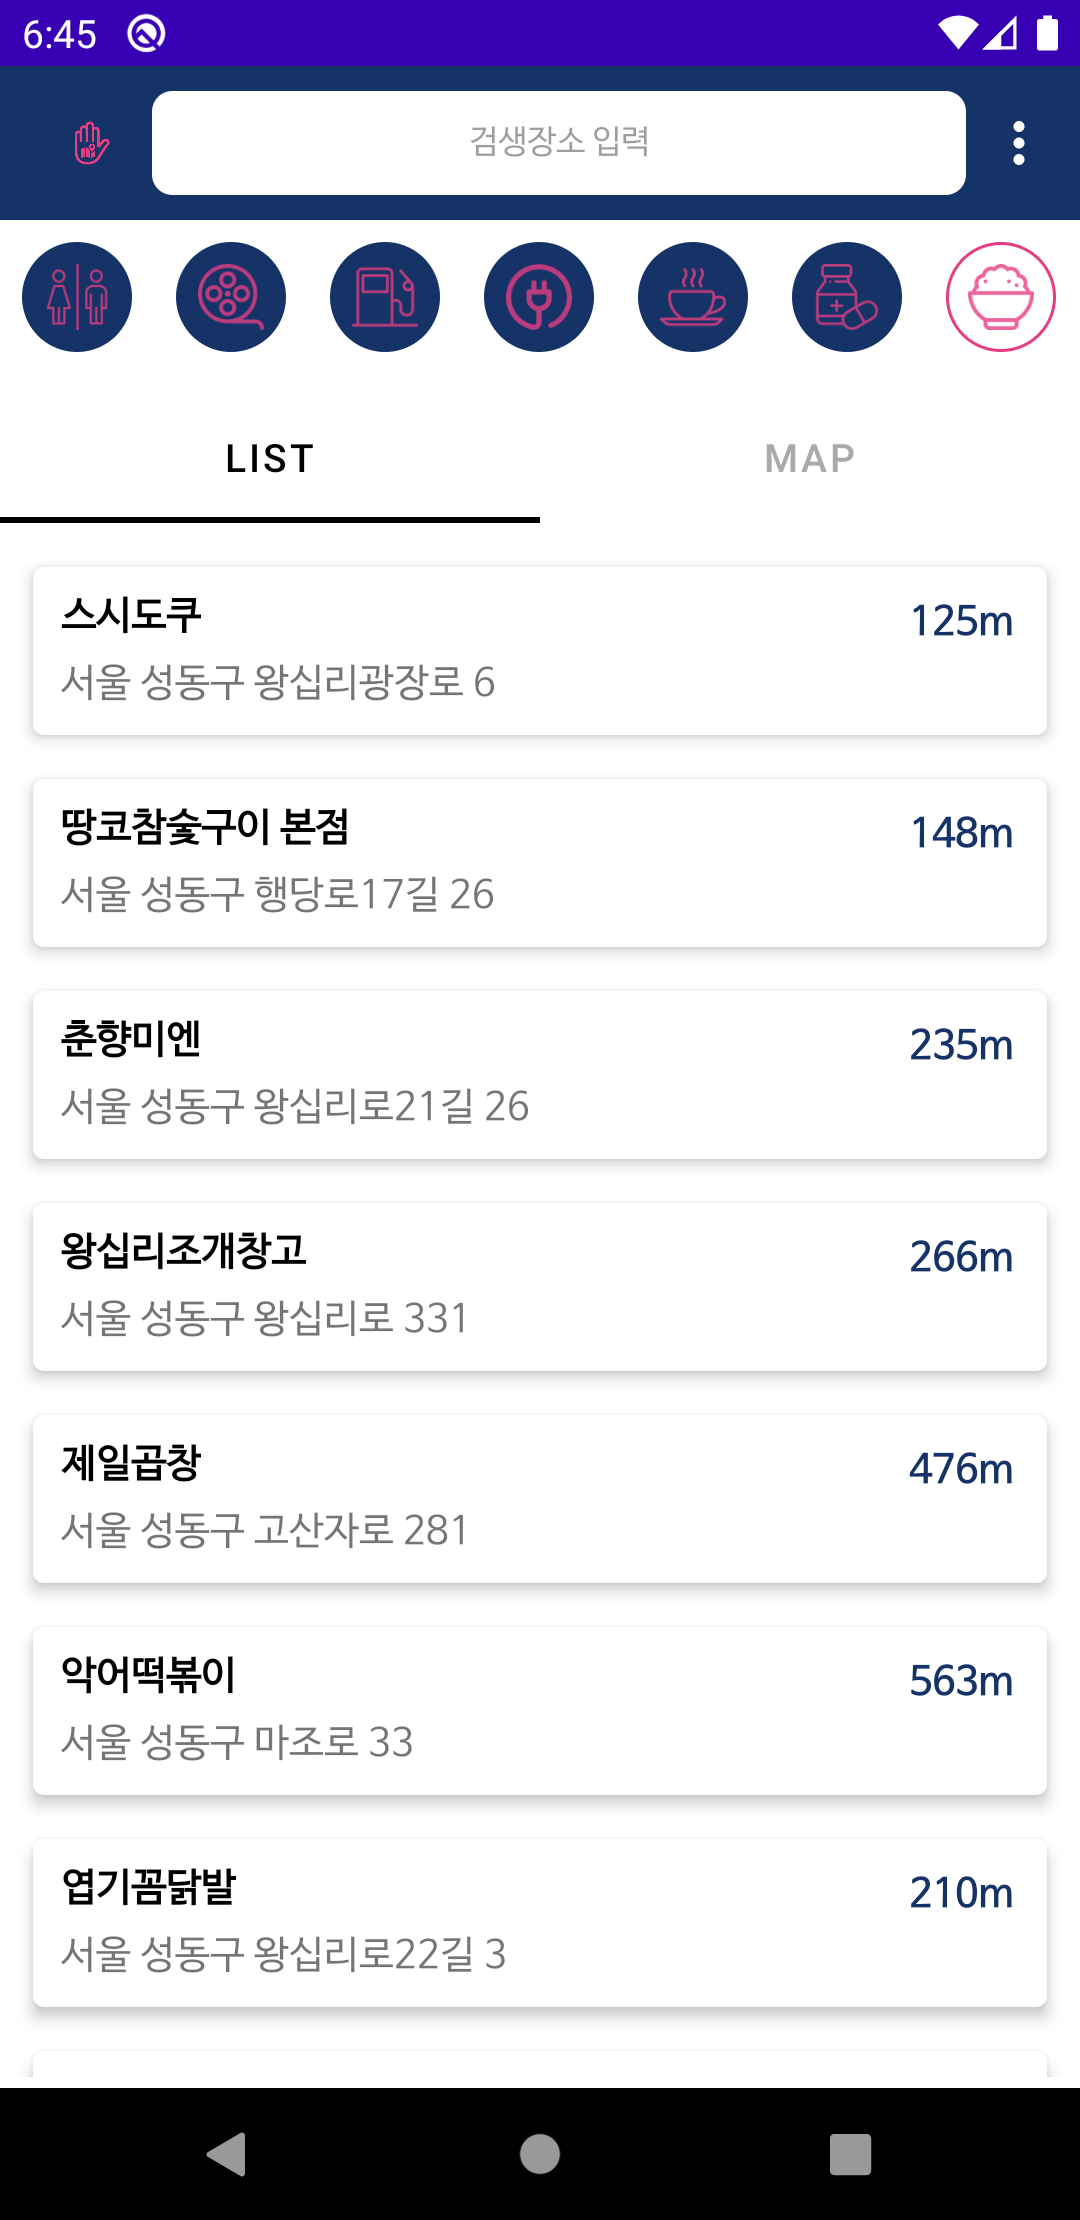 6:45
검생장소 입력
LIST
MAP
스시도쿠
125m
서울 성동구 왕십리광장로 6
땅코참숯구이 본점
148m
서울 성동구 행당로17길 26
춘향미엔
235m
서울 성동구 왕십리로21길 26
왕십리조개창고
266m
서울 성동구 왕십리로 331
제일곱창
476m
서울 성동구 고산자로 281
악어떡볶이
563m
서울 성동구 마조로 33
엽기꼼닭발
210m
서울 성동구 왕십리로22길 3